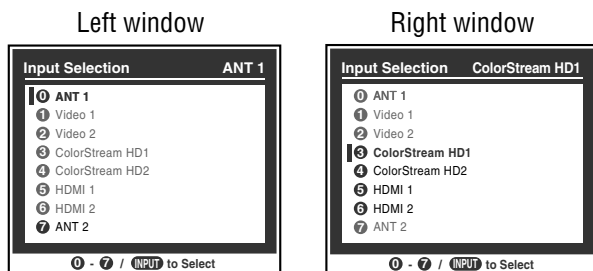 Left window
Right window
Input Selection ANT 1
0 ANT 1
1 Video 1
2 Video 2
3 ColorStream HD1
4 ColorStream HD2
5 HDMI 1
6 HDMI 2
7 ANT 2
0 - 7 / INPUT to Select
Input Selection ColorStream HD1
0 ANT 1
1 Video 1
2 Video 2
3 ColorStream HD1
4 ColorStream HD2
5 HDMI 1
6 HDMI 2
7 ANT 2
0 - 7 / INPUT to Select